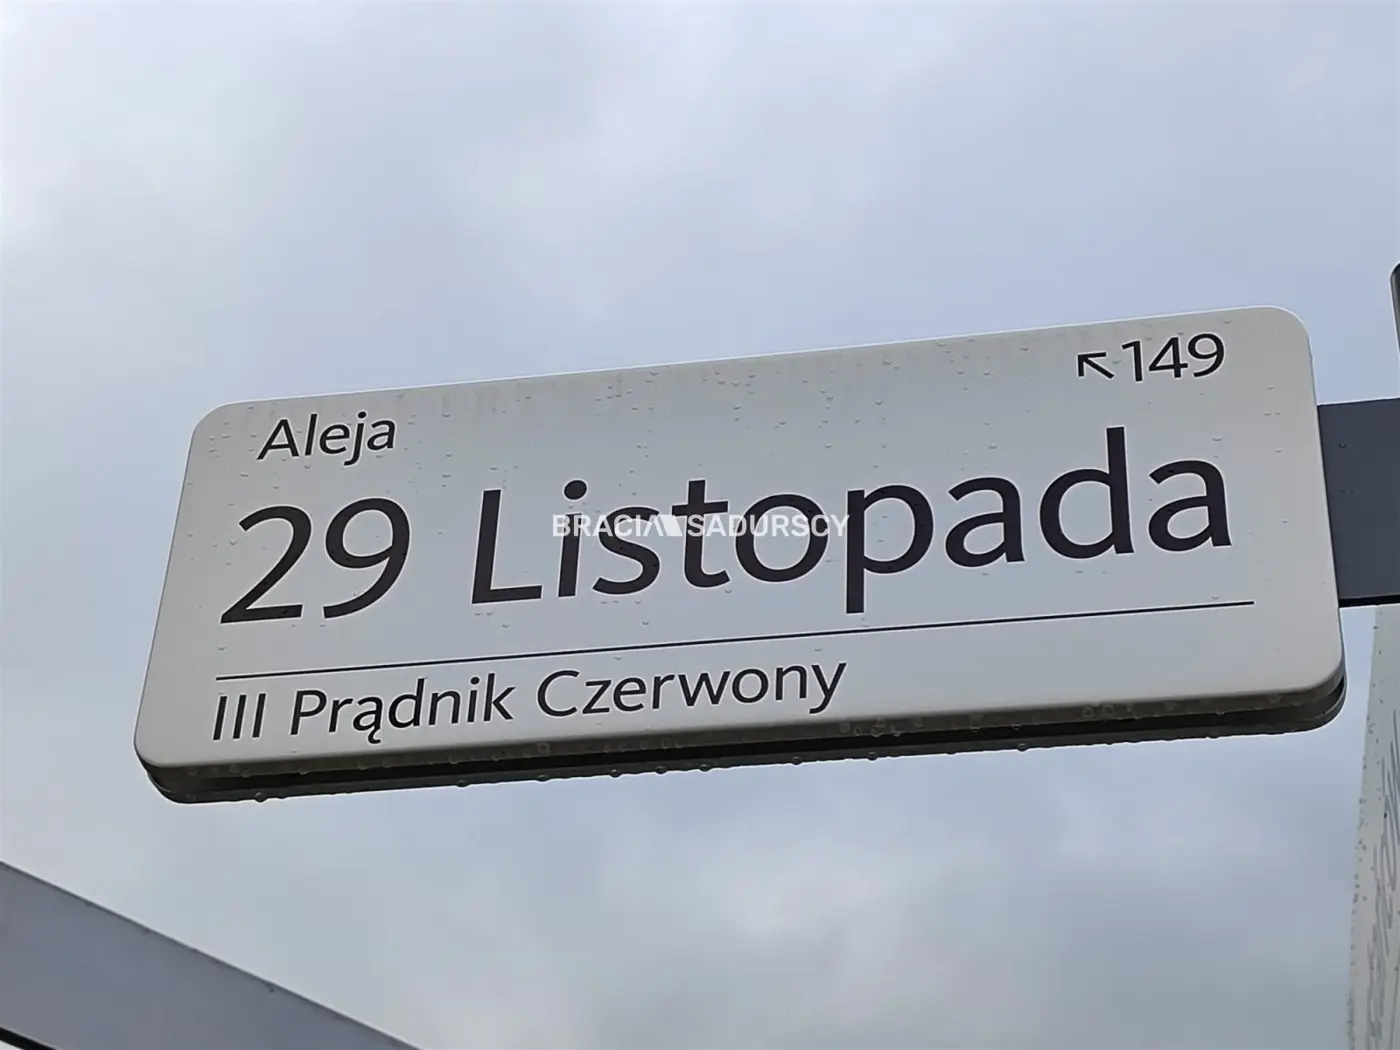 Aleja
↖149
29 Listopada
BRACIA SADURSCY
III Prądnik Czerwony